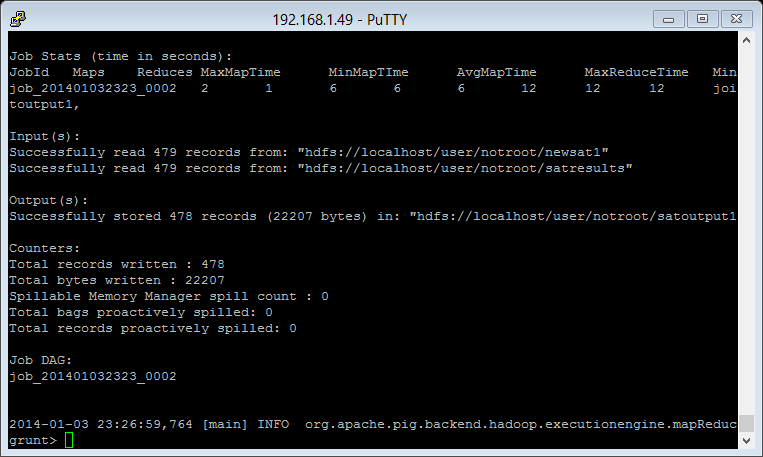 192.168.1.49 - PuTTY
Job Stats (time in seconds):
JobId   Maps    Reduces MaxMapTime      MinMapTIme      AvgMapTime      MaxReduceTime   Min
job_201401032323_0002   2       1       6       6       6       12      12      12      joi
toutput1,
Input(s):
Successfully read 479 records from: "hdfs://localhost/user/notroot/newsat1"
Successfully read 479 records from: "hdfs://localhost/user/notroot/satresults"
Output(s):
Successfully stored 478 records (22207 bytes) in: "hdfs://localhost/user/notroot/satoutput1
Counters:
Total records written : 478
Total bytes written : 22207
Spillable Memory Manager spill count : 0
Total bags proactively spilled: 0
Total records proactively spilled: 0
Job DAG:
job_201401032323_0002
2014-01-03 23:26:59,764 [main] INFO  org.apache.pig.backend.hadoop.executionengine.mapReduc
grunt>